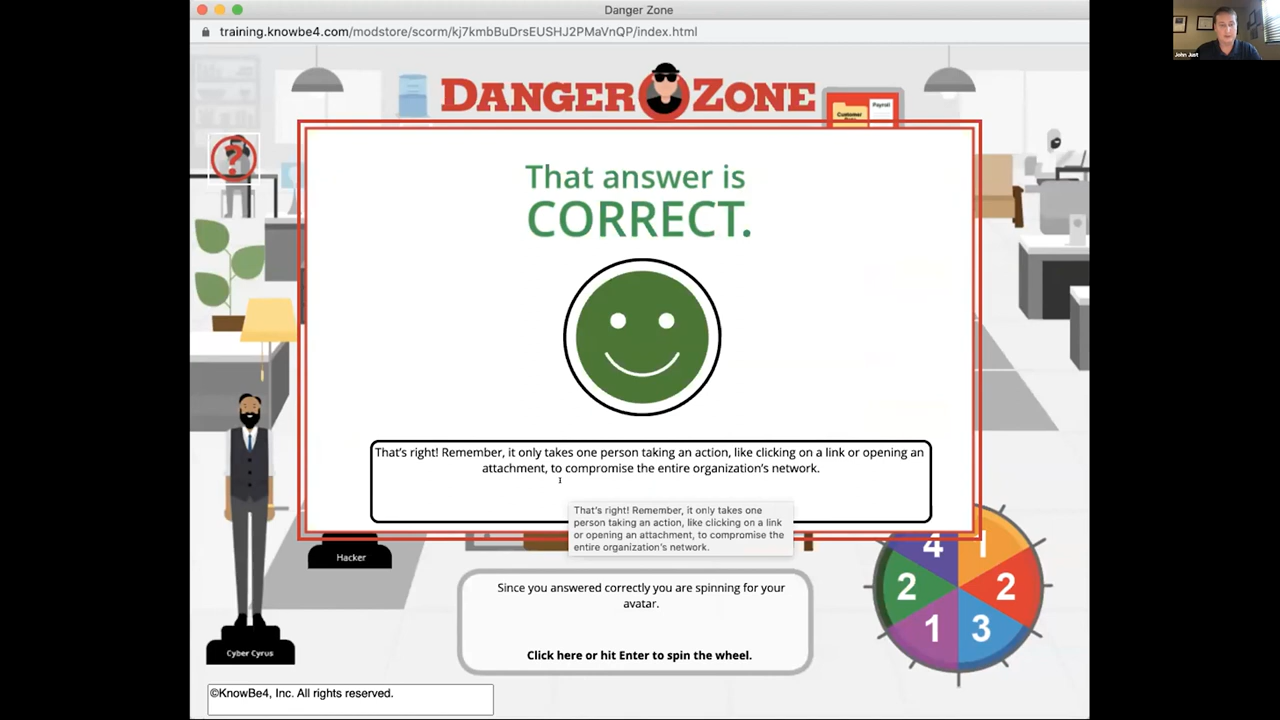 Danger Zone
training.knowbe4.com/modstore/scorm/kj7kmbBuDrsEUSHJ2PMaVnQP/index.html
John Just
DANGER ZONE
Customer
Payroll
?
That answer is
CORRECT.
That's right! Remember, it only takes one person taking an action, like clicking on a link or opening an
attachment, to compromise the entire organization's network.
That's right! Remember, it only takes one
person taking an action, like clicking on a link
or opening an attachment, to compromise the
entire organization's network.
Hacker
Since you answered correctly you are spinning for your
avatar.
Click here or hit Enter to spin the wheel.
4 1
2 2
1 3
Cyber Cyrus
©KnowBe4, Inc. All rights reserved.